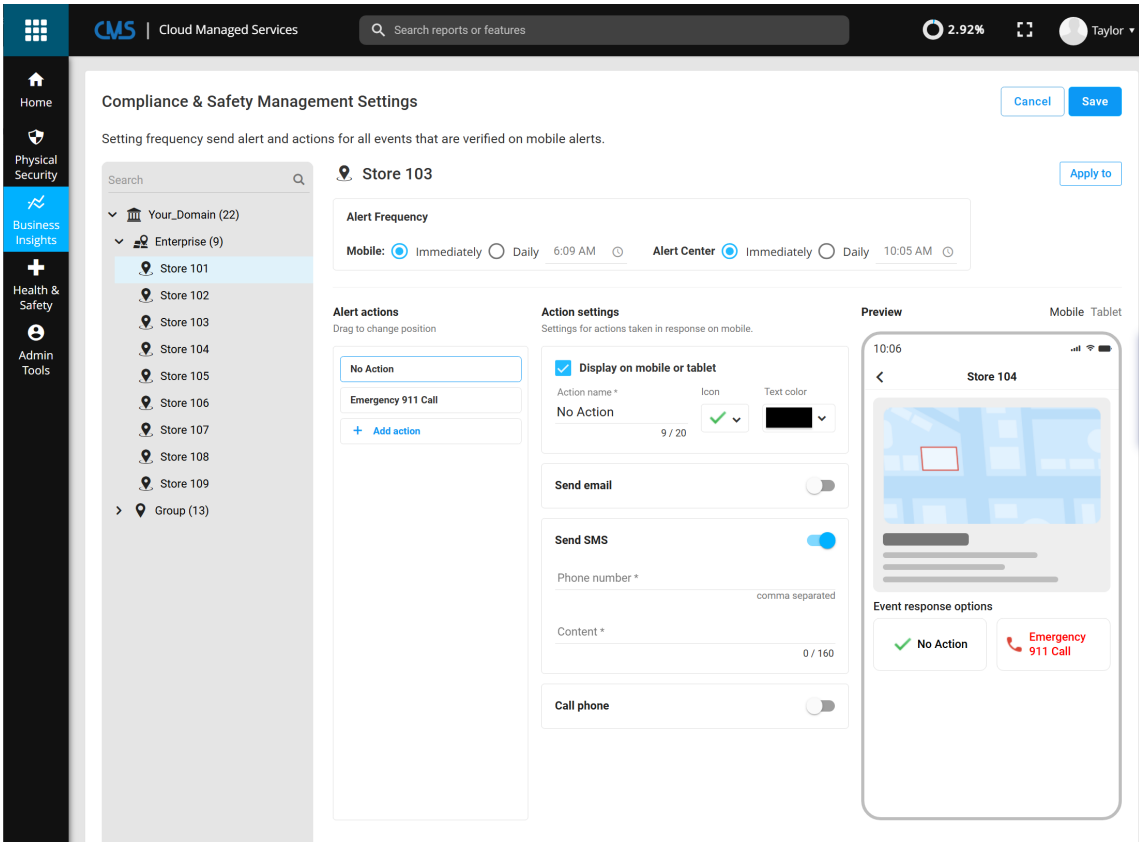 CMS | Cloud Managed Services
Search reports or features
2.92%
Taylor
Home
Physical
Security
Business
Insights
Health &
Safety
Admin
Tools
Compliance & Safety Management Settings
Cancel
Save
Setting frequency send alert and actions for all events that are verified on mobile alerts.
Search
Your_Domain (22)
Enterprise (9)
Store 101
Store 102
Store 103
Store 104
Store 105
Store 106
Store 107
Store 108
Store 109
Group (13)
Store 103
Apply to
Alert Frequency
Mobile: Immediately Daily 6:09 AM Alert Center Immediately Daily 10:05 AM
Alert actions
Drag to change position
No Action
Emergency 911 Call
+ Add action
Action settings
Settings for actions taken in response on mobile.
Display on mobile or tablet
Action name * Icon Text color
No Action
9 / 20
Send email
Send SMS
Phone number *
comma separated
Content *
0 / 160
Call phone
Preview Mobile Tablet
10:06
Store 104
Event response options
No Action
Emergency
911 Call